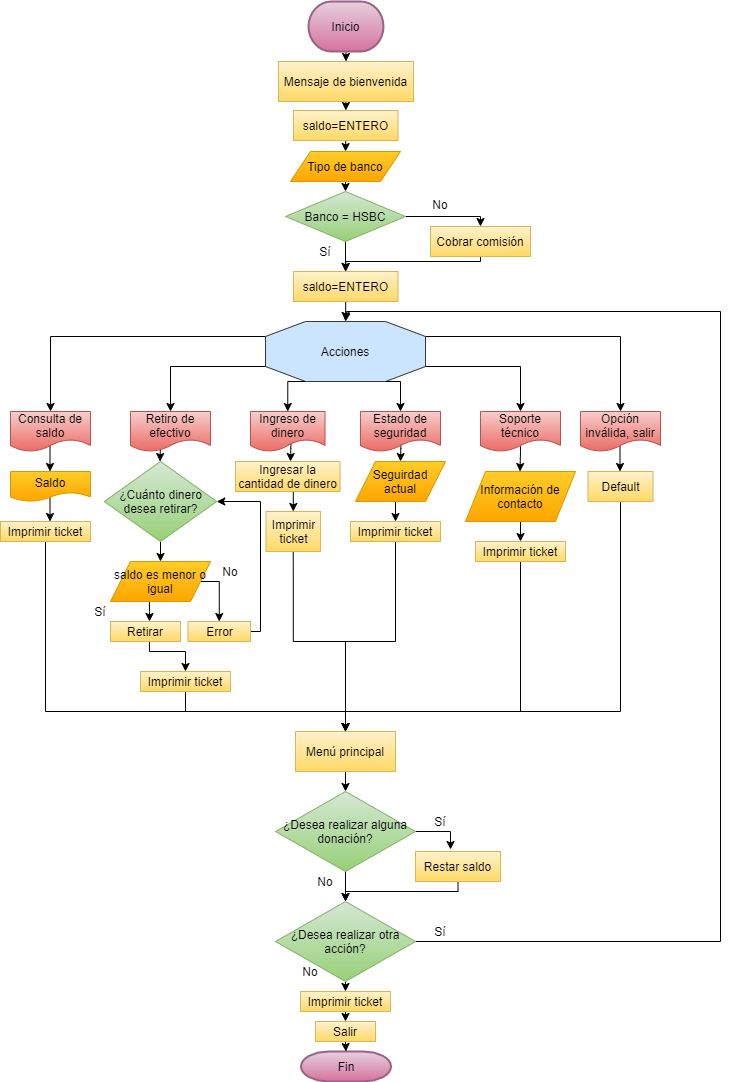 Inicio
Mensaje de bienvenida
saldo=ENTERO
Tipo de banco
Banco = HSBC
No
Cobrar comisión
Sí
saldo=ENTERO
Acciones
Consulta de
saldo
Retiro de
efectivo
Ingreso de
dinero
Estado de
seguridad
Soporte
técnico
Opción
inválida, salir
Saldo
Imprimir ticket
¿Cuánto dinero
desea retirar?
saldo es menor o
igual
No
Sí
Retirar
Error
Imprimir ticket
Ingresar la
cantidad de dinero
Imprimir
ticket
Seguirdad
actual
Imprimir ticket
Información de
contacto
Imprimir ticket
Default
Menú principal
¿Desea realizar alguna
donación?
Sí
Restar saldo
No
¿Desea realizar otra
acción?
Sí
No
Imprimir ticket
Salir
Fin